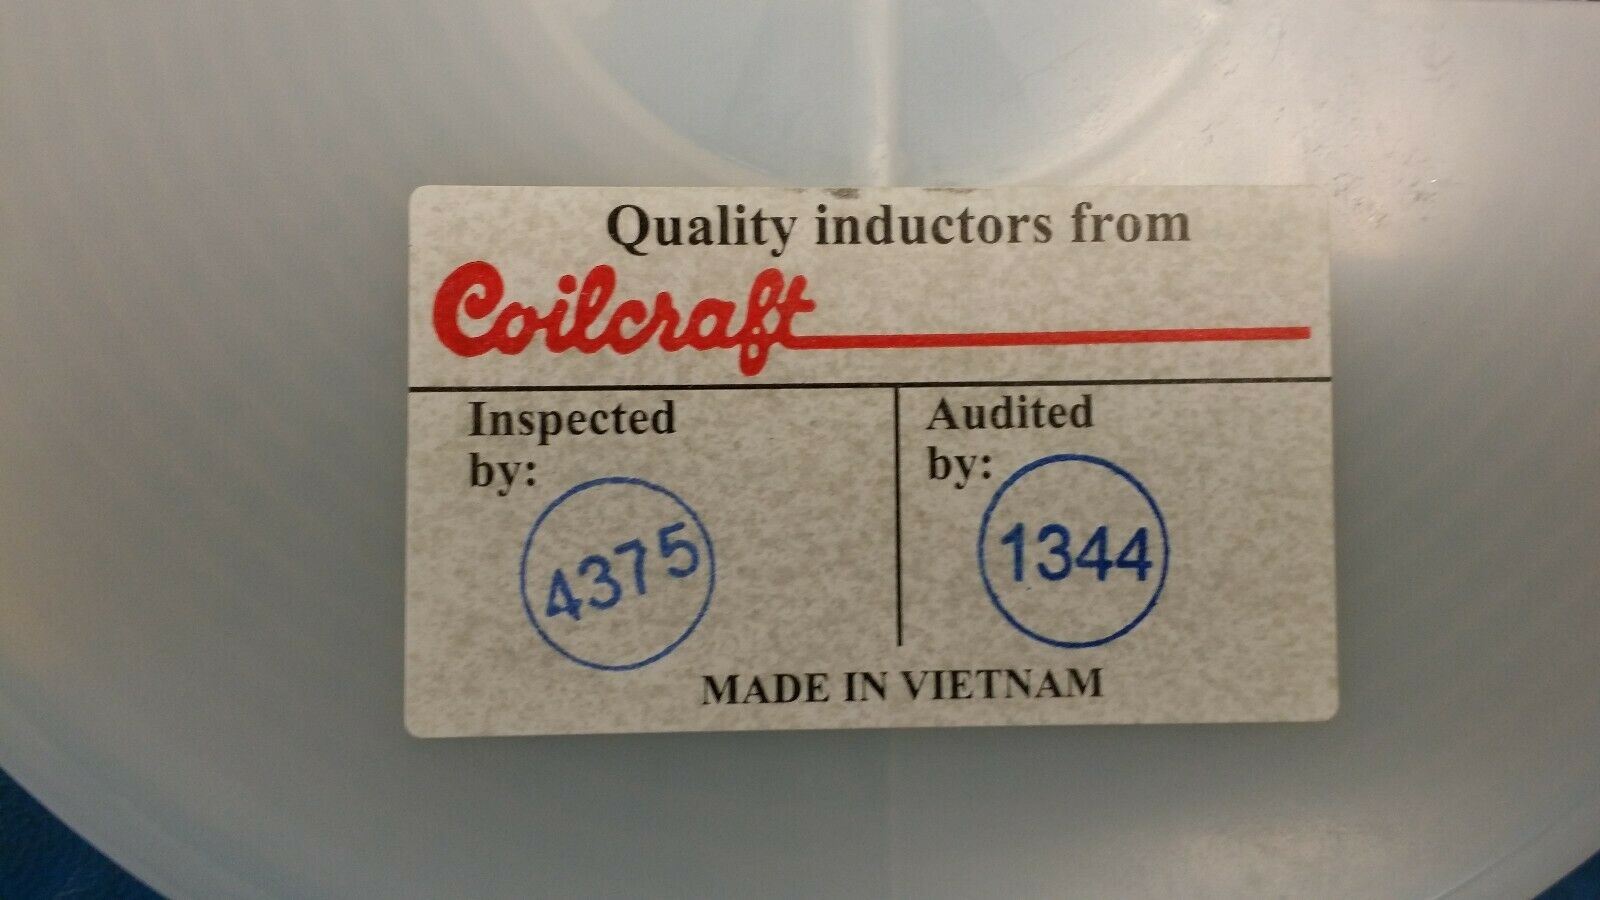 Quality inductors from
Coilcraft
Inspected
by:
4375
Audited
by:
1344
MADE IN VIETNAM